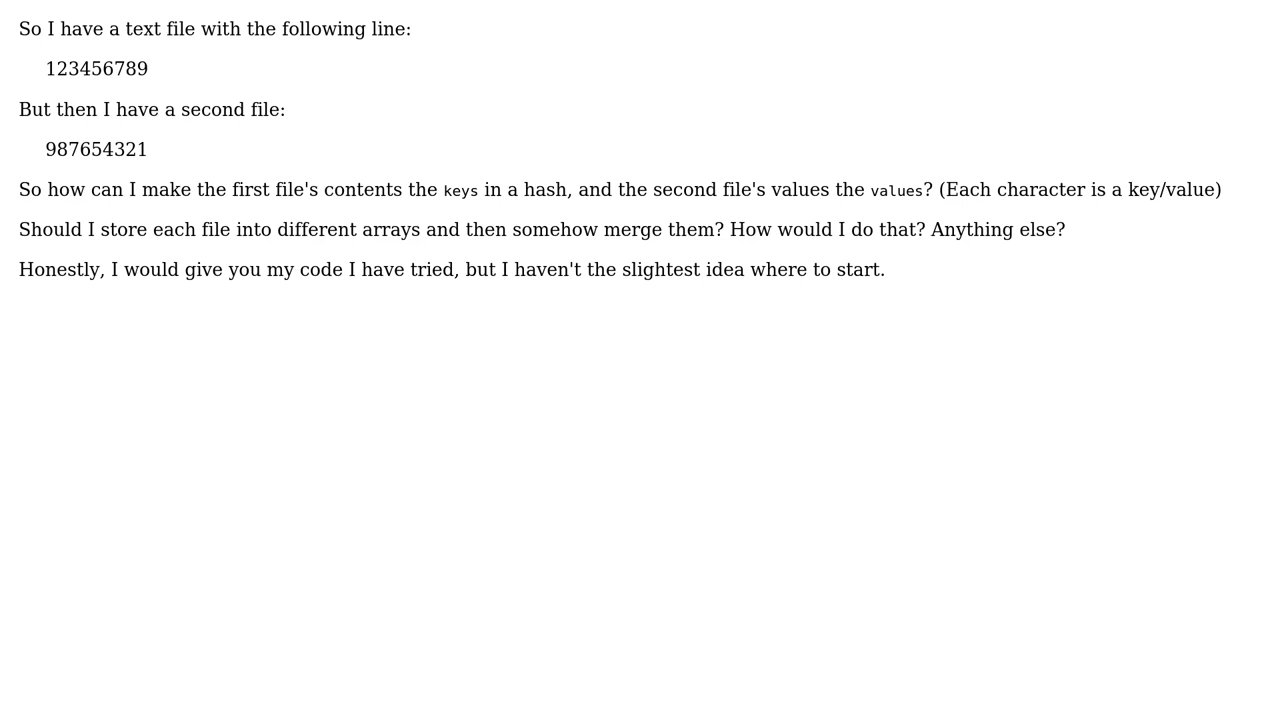 So I have a text file with the following line:
123456789
But then I have a second file:
987654321
So how can I make the first file's contents the keys in a hash, and the second file's values the values? (Each character is a key/value)
Should I store each file into different arrays and then somehow merge them? How would I do that? Anything else?
Honestly, I would give you my code I have tried, but I haven't the slightest idea where to start.